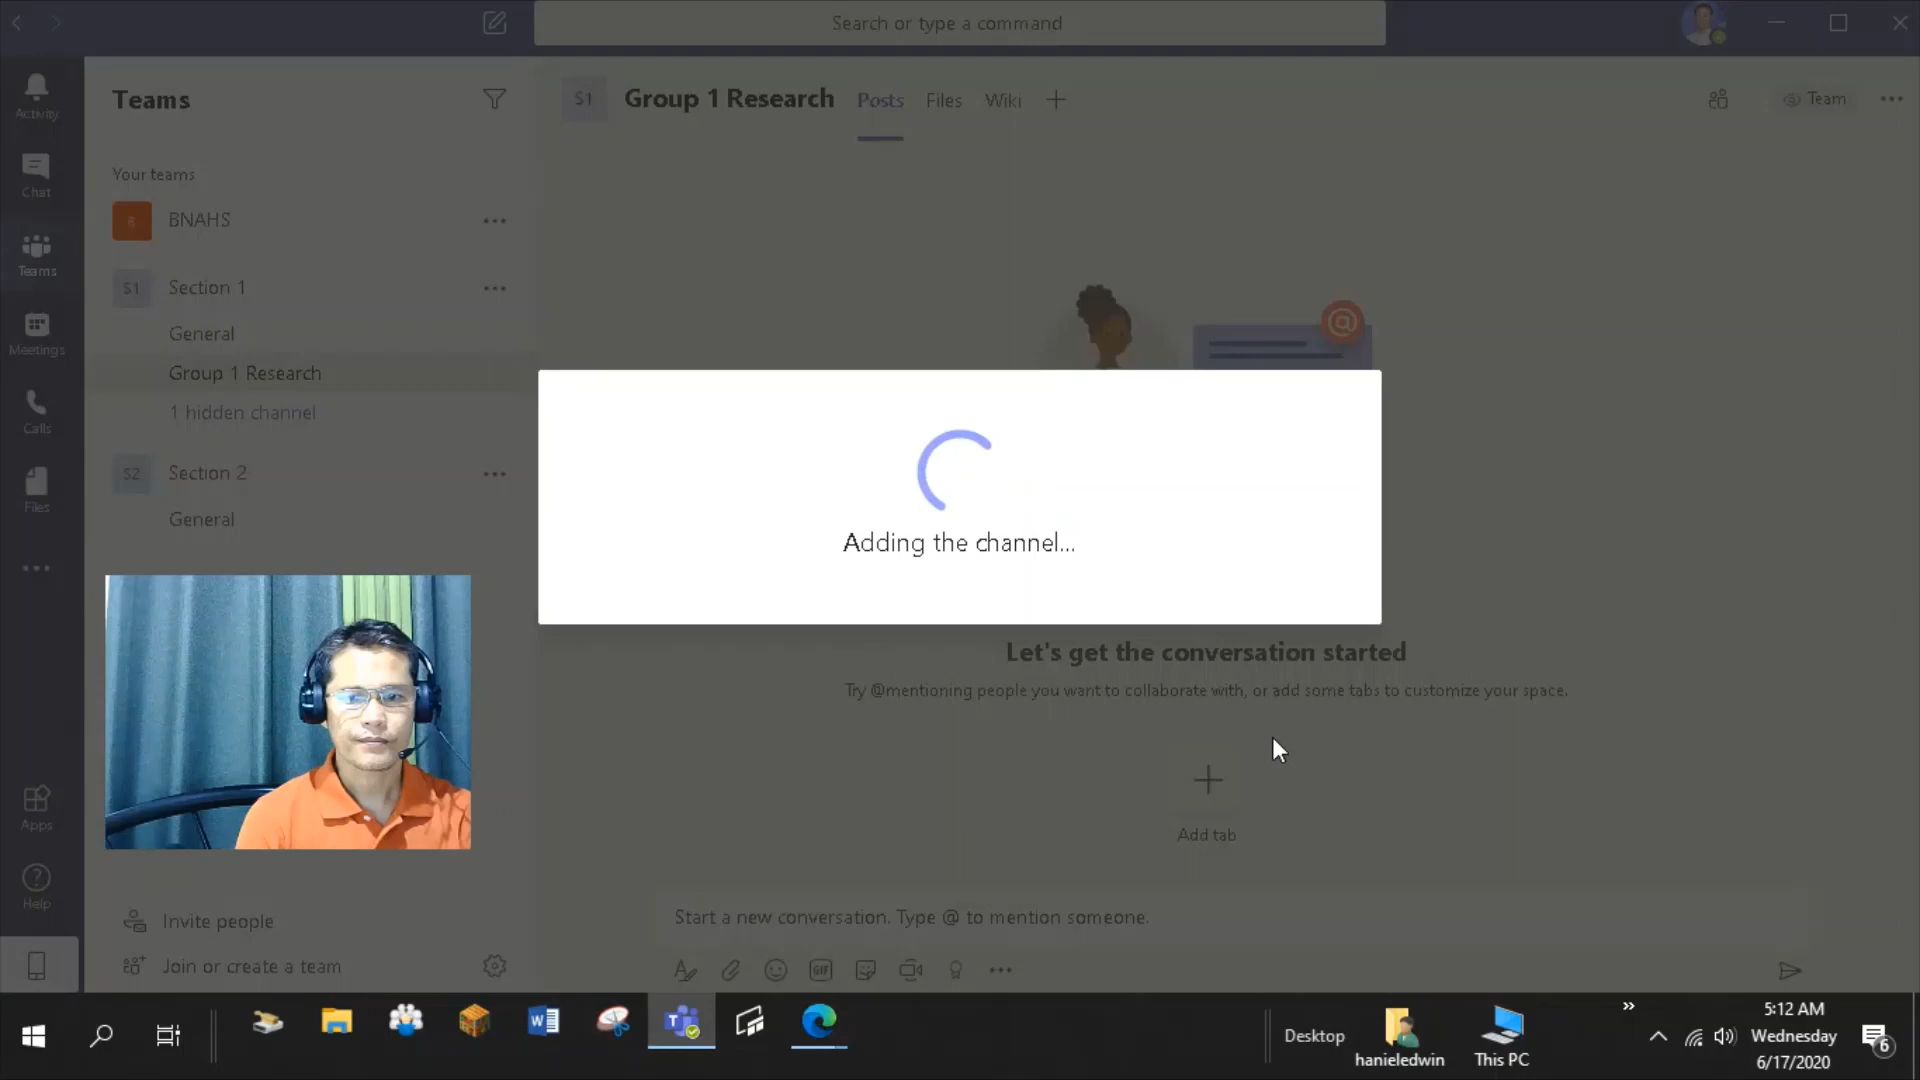 Search or type a command
Activity
Chat
Teams
Meetings
Calls
Files
Apps
Help
Teams
Your teams
BNAHS
S1 Section 1
General
Group 1 Research
1 hidden channel
S2 Section 2
General
Invite people
Join or create a team
S1 Group 1 Research Posts Files Wiki
Team
@
Adding the channel...
Let's get the conversation started
Try @mentioning people you want to collaborate with, or add some tabs to customize your space.
Add tab
Start a new conversation. Type @ to mention someone.
GIF
W
T
Desktop
hanieledwin
This PC
5:12 AM
Wednesday
6/17/2020
6